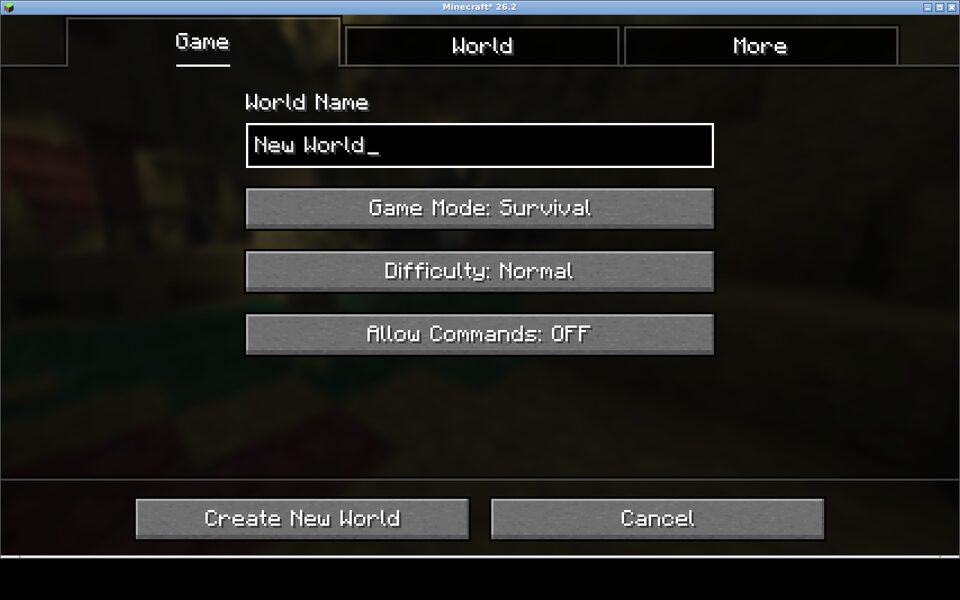 Minecraft* 26.2
Game
World
More
World Name
New World_
Game Mode: Survival
Difficulty: Normal
Allow Commands: OFF
Create New World
Cancel